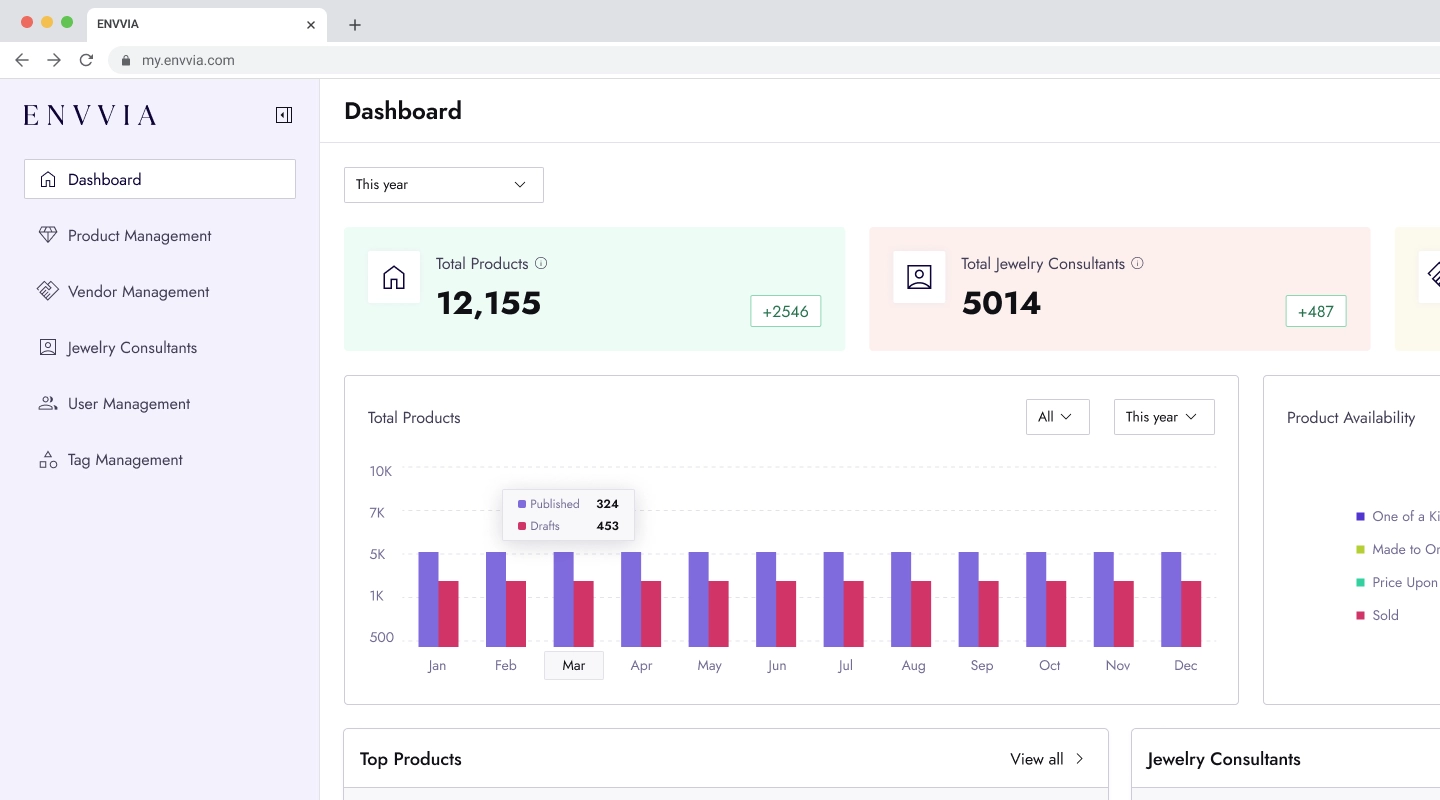 ENVVIA
my.envvia.com
ENVVIA
Dashboard
Product Management
Vendor Management
Jewelry Consultants
User Management
Tag Management
Dashboard
This year
Total Products
12,155
+2546
Total Jewelry Consultants
5014
+487
Total Products
All
This year
10K
7K
5K
1K
500
Published 324
Drafts 453
Jan Feb Mar Apr May Jun Jul Aug Sep Oct Nov Dec
Product Availability
One of a Ki
Made to Or
Price Upon
Sold
Top Products
View all
Jewelry Consultants